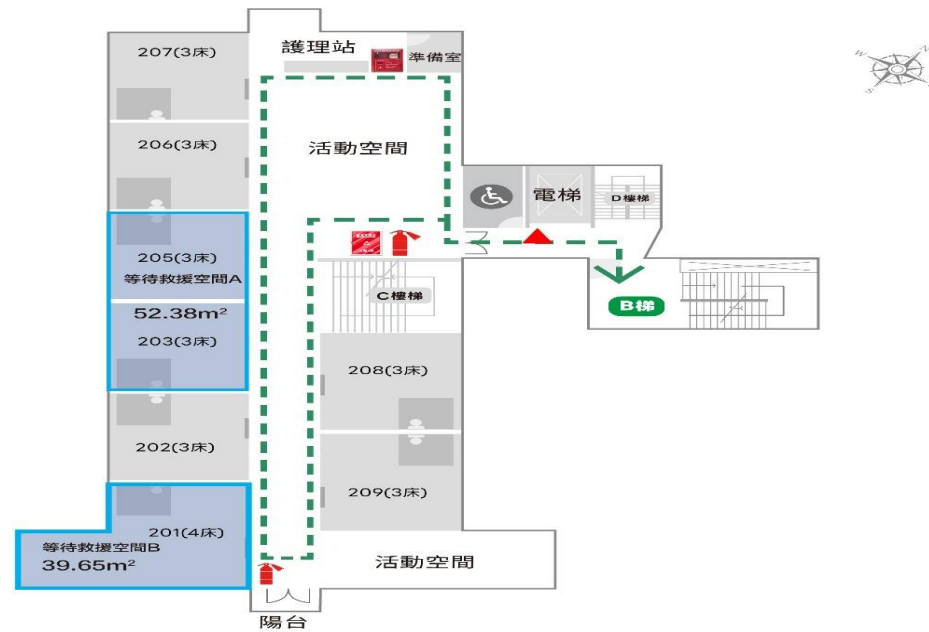 207(3床)
護理站
準備室
206(3床)
活動空間
電梯
D樓梯
205(3床)
等待救援空間A
52.38m²
203(3床)
C樓梯
B梯
208(3床)
202(3床)
209(3床)
201(4床)
等待救援空間B
39.65m²
活動空間
陽台
N
W
S